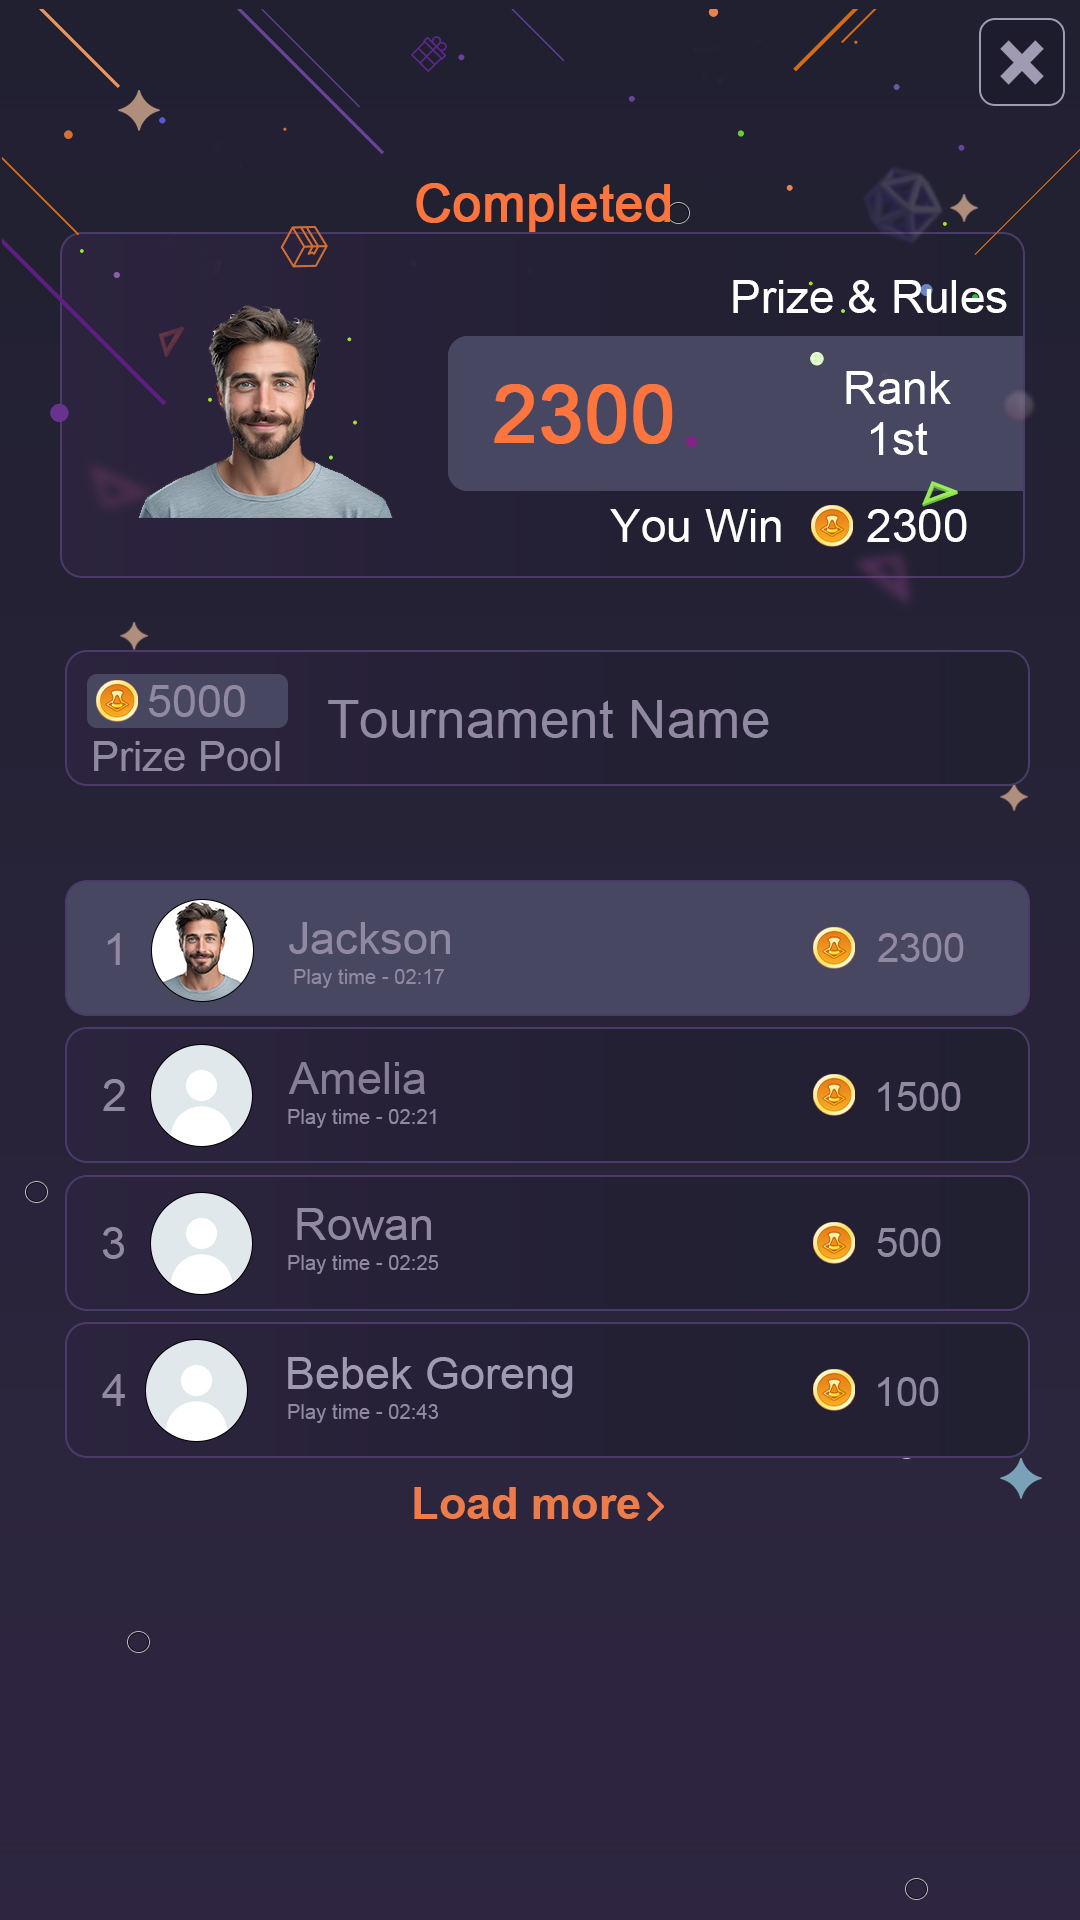 Completed
Prize & Rules
2300
Rank
1st
You Win 2300
5000
Prize Pool
Tournament Name
1
Jackson
Play time - 02:17
2300
2
Amelia
Play time - 02:21
1500
3
Rowan
Play time - 02:25
500
4
Bebek Goreng
Play time - 02:43
100
Load more